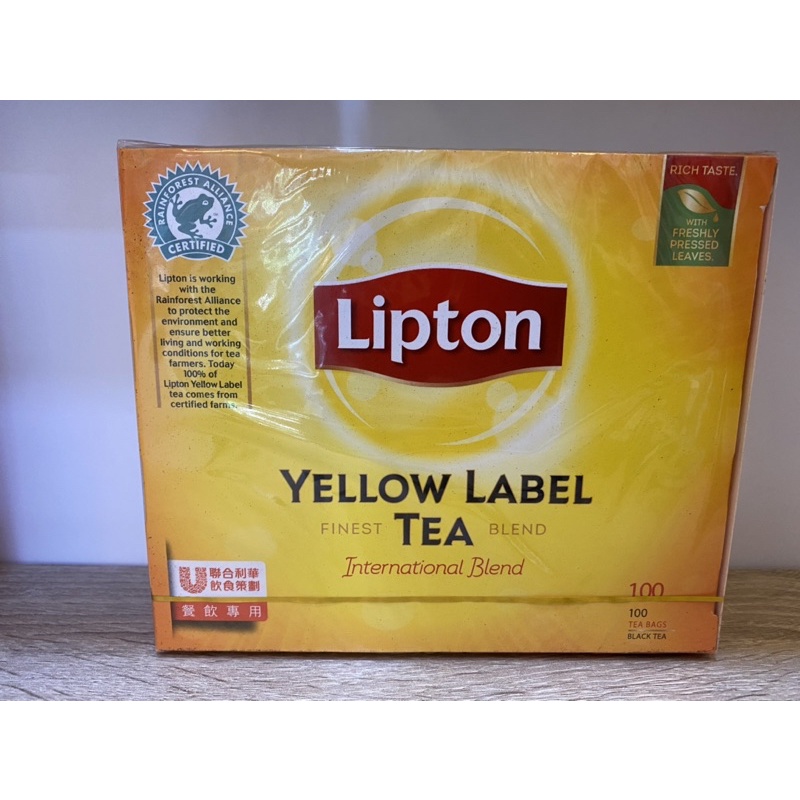 RAINFOREST ALLIANCE
CERTIFIED
Lipton is working
with the
Rainforest Alliance
to protect the
environment and
ensure better
living and working
conditions for tea
farmers. Today
100% of
Lipton Yellow Label
tea comes from
certified farms.
RICH TASTE,
WITH
FRESHLY
PRESSED
LEAVES.
Lipton
YELLOW LABEL
FINEST TEA BLEND
International Blend
聯合利華
飲食策劃
餐飲專用
100
100
TEA BAGS
BLACK TEA